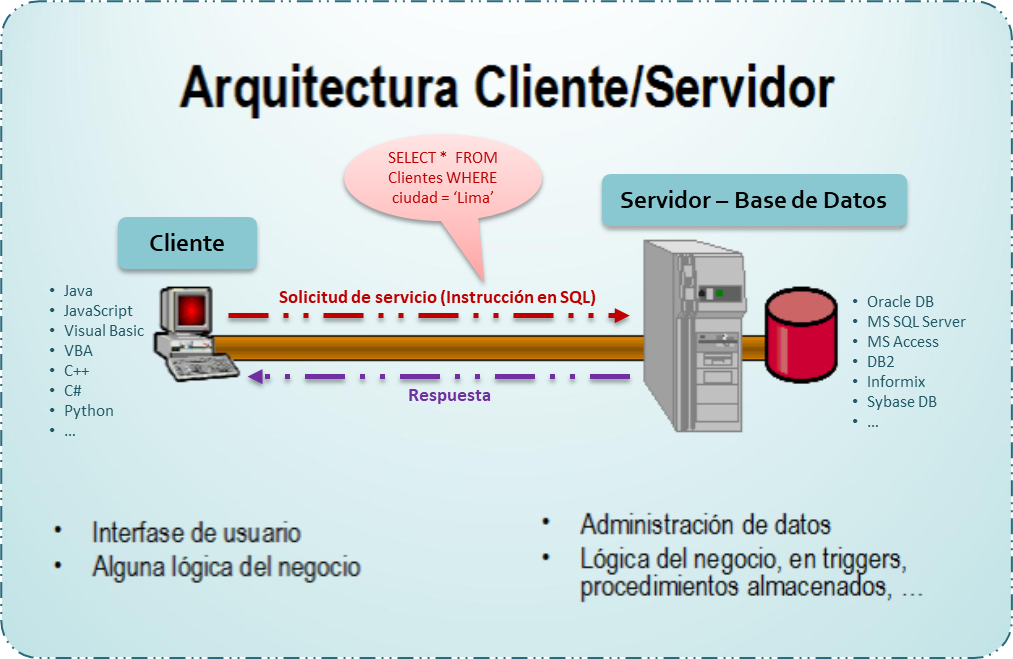 Arquitectura Cliente/Servidor
SELECT * FROM
Clientes WHERE
ciudad = ‘Lima’
Servidor – Base de Datos
Cliente
Solicitud de servicio (Instrucción en SQL)
• Java
• JavaScript
• Visual Basic
• VBA
• C++
• C#
• Python
• ...
Respuesta
• Oracle DB
• MS SQL Server
• MS Access
• DB2
• Informix
• Sybase DB
• ...
• Interfase de usuario
• Alguna lógica del negocio
• Administración de datos
• Lógica del negocio, en triggers,
procedimientos almacenados, ...